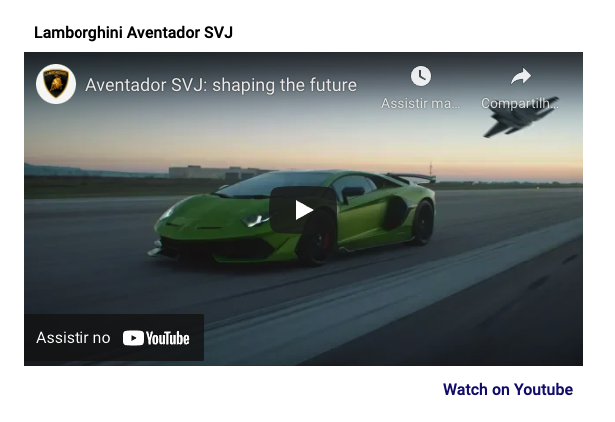 Lamborghini Aventador SVJ
Aventador SVJ: shaping the future
Assistir ma...
Compartilh...
Assistir no YouTube
Watch on Youtube